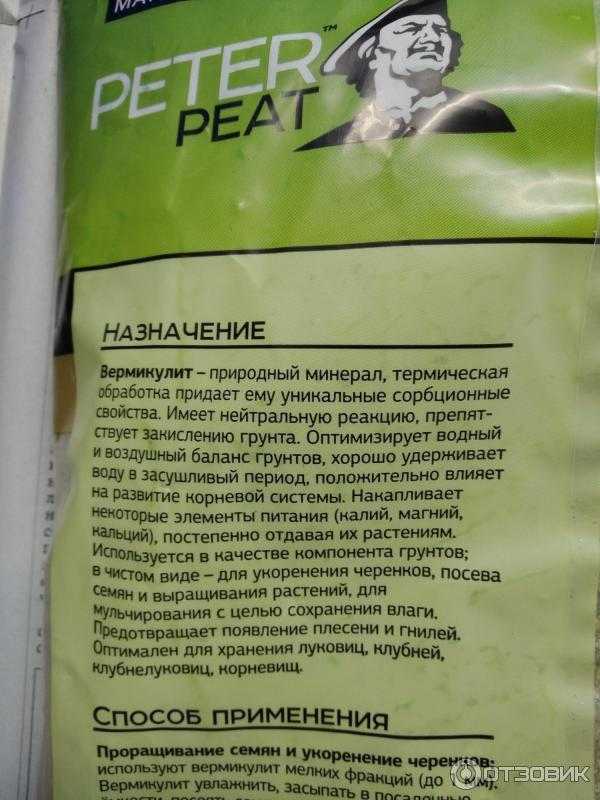 МА
PETER™
PEAT
НАЗНАЧЕНИЕ
Вермикулит – природный минерал, термическая
обработка придает ему уникальные сорбционные
свойства. Имеет нейтральную реакцию, препят-
ствует закислению грунта. Оптимизирует водный
и воздушный баланс грунтов, хорошо удерживает
воду в засушливый период, положительно влияет
на развитие корневой системы. Накапливает
некоторые элементы питания (калий, магний,
кальций), постепенно отдавая их растениям.
Используется в качестве компонента грунтов;
в чистом виде – для укоренения черенков, посева
семян и выращивания растений, для
мульчирования с целью сохранения влаги.
Предотвращает появление плесени и гнилей.
Оптимален для хранения луковиц, клубней,
клубнелуковиц, корневищ.
СПОСОБ ПРИМЕНЕНИЯ
Проращивание семян и укоренение черенков:
используют вермикулит мелких фракций (до мм).
Вермикулит увлажнить, засыпать в посадочные
ОТЗОВИК